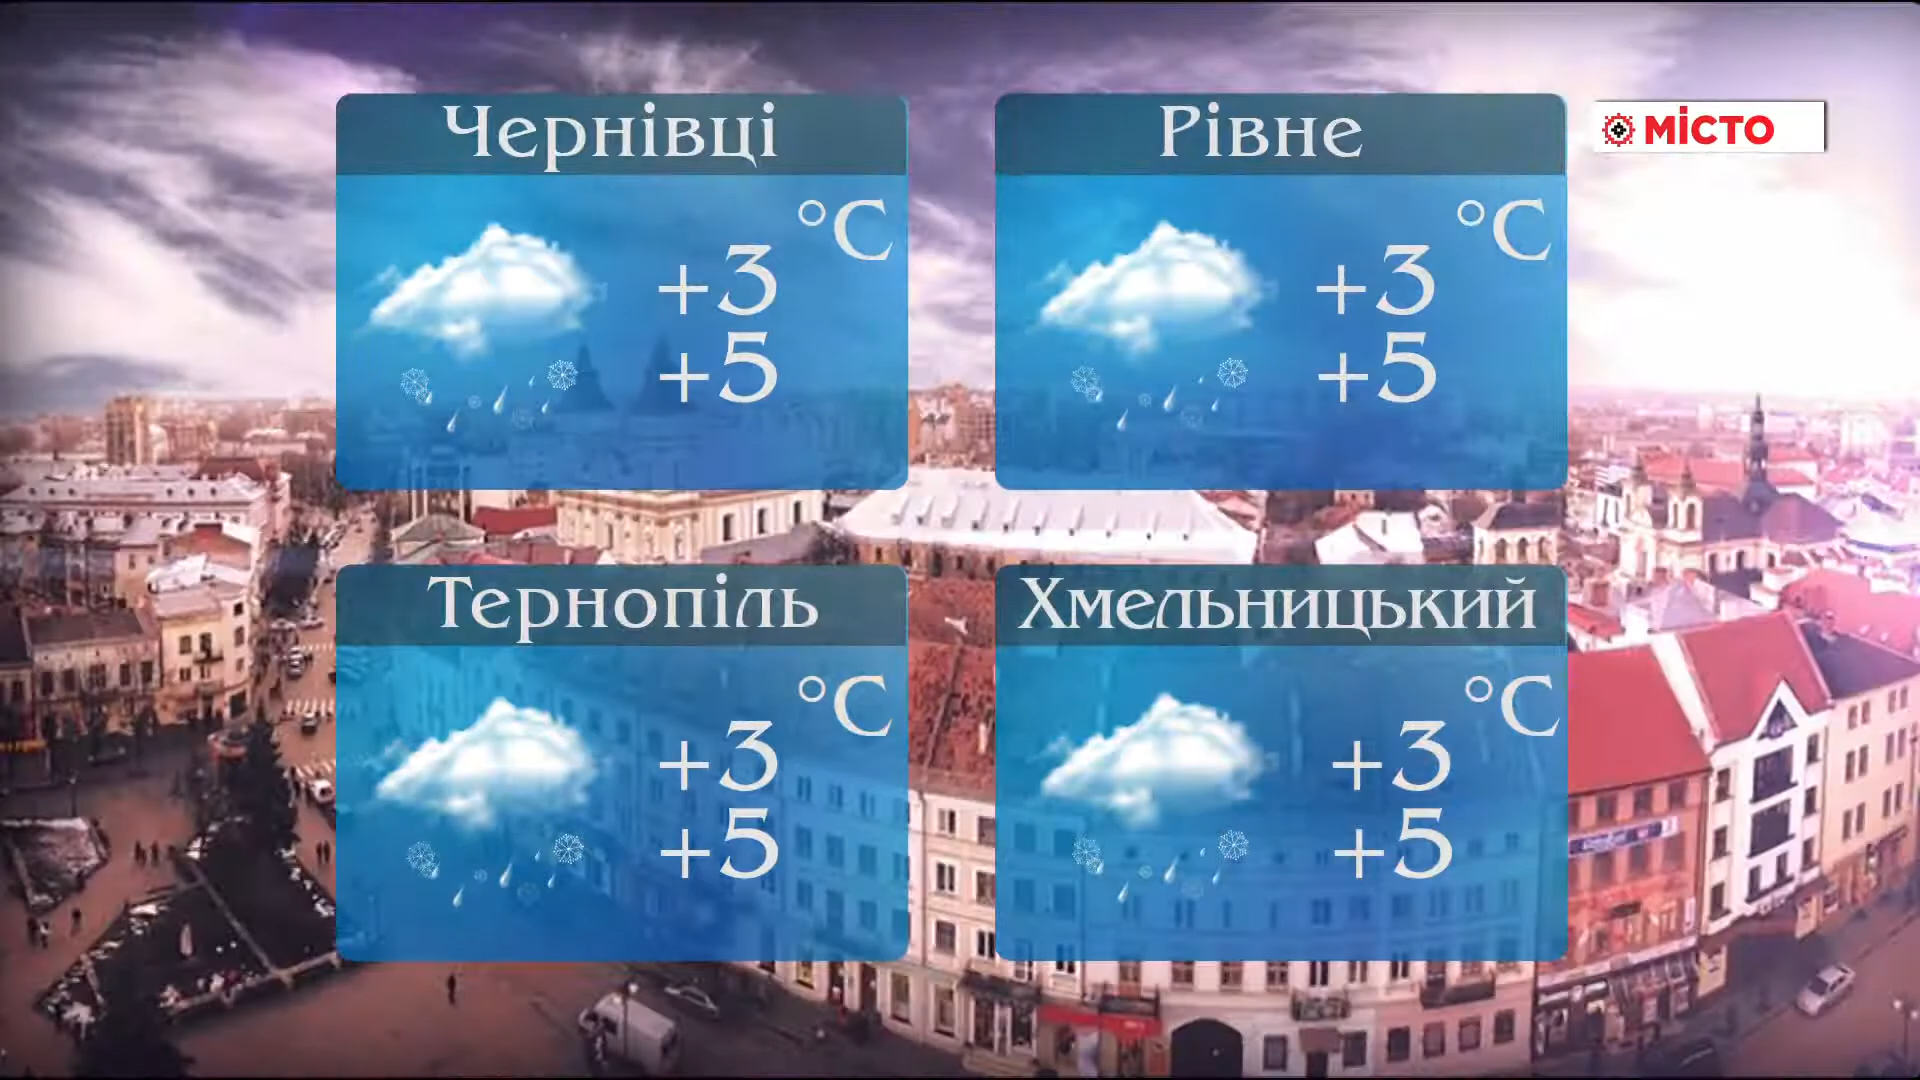 Чернівці
°C
+3
+5
Рівне
°C
+3
+5
МІСТО
Тернопіль
°C
+3
+5
Хмельницький
°C
+3
+5